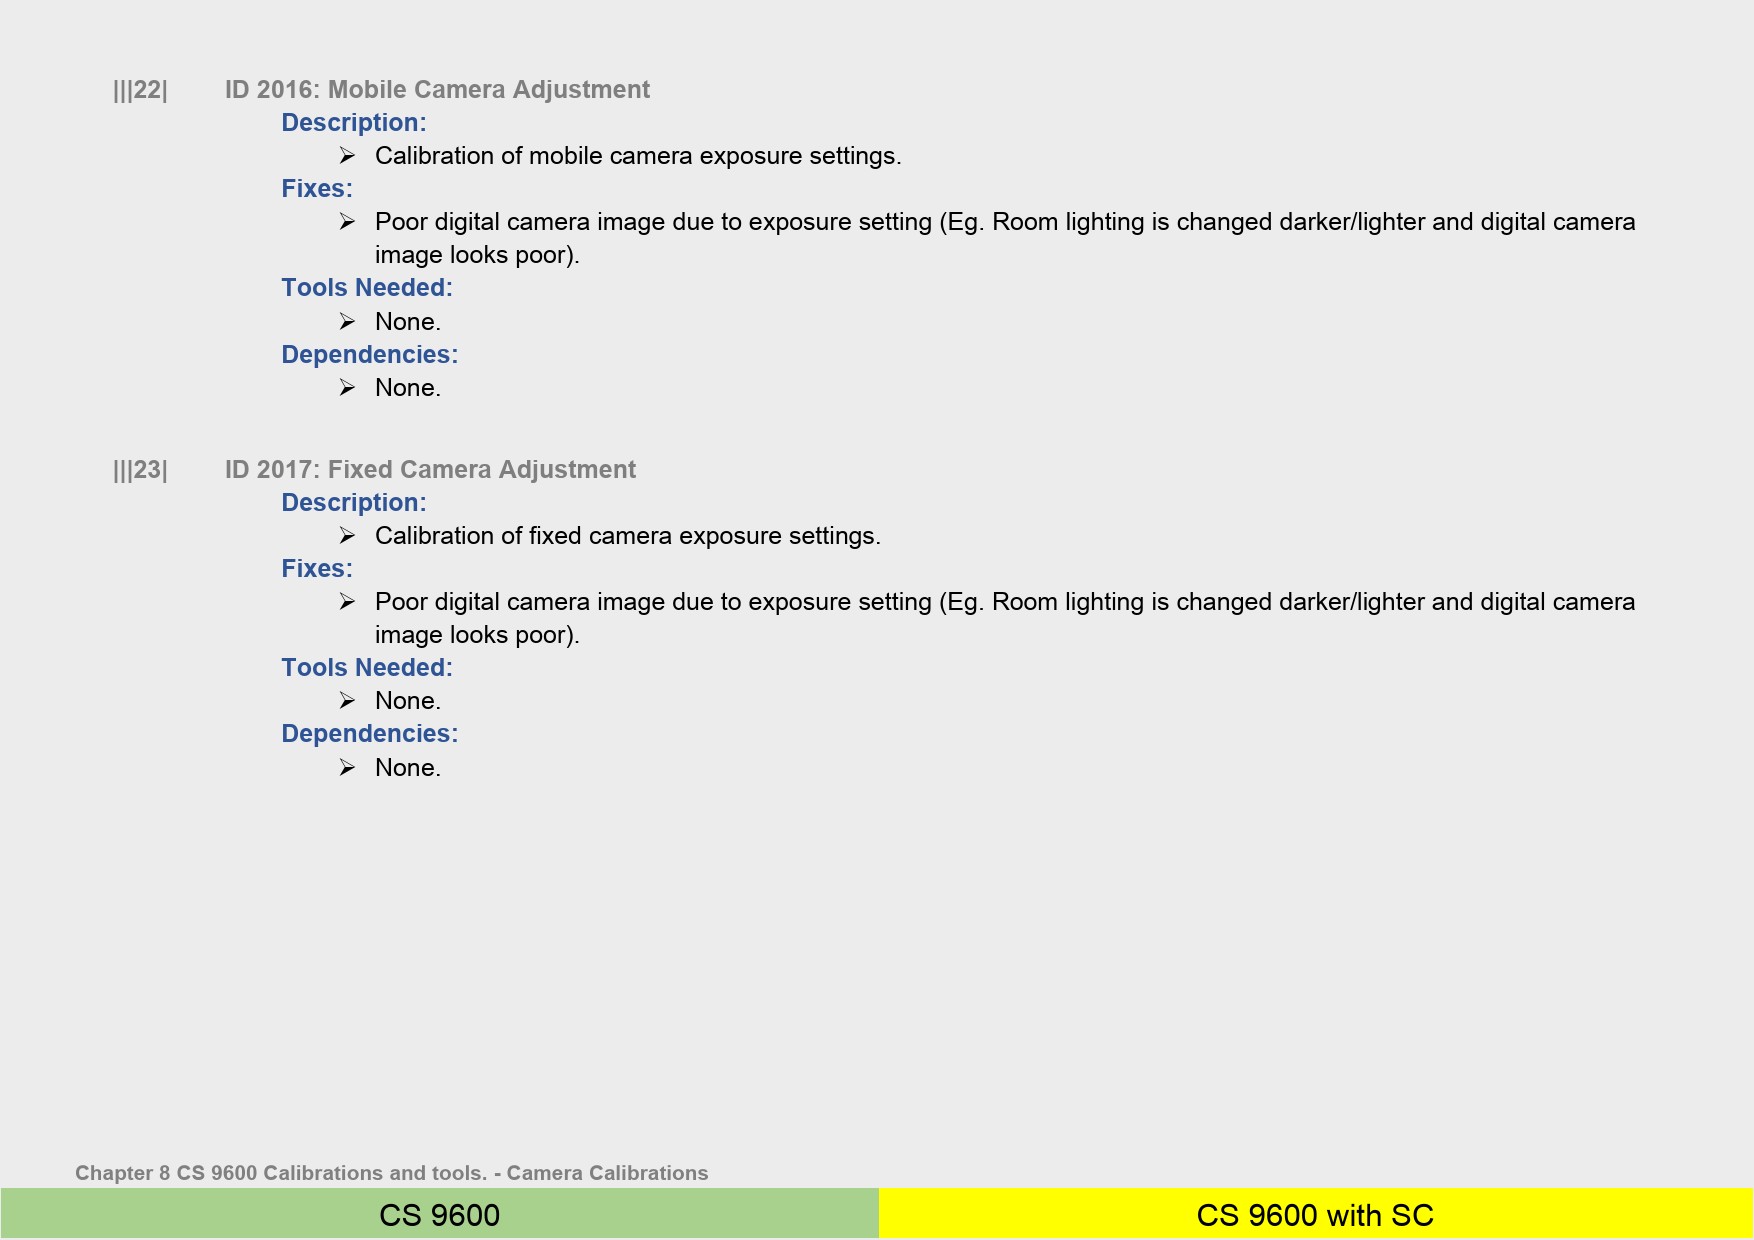 |||22| ID 2016: Mobile Camera Adjustment
Description:
➢ Calibration of mobile camera exposure settings.
Fixes:
➢ Poor digital camera image due to exposure setting (Eg. Room lighting is changed darker/lighter and digital camera
image looks poor).
Tools Needed:
➢ None.
Dependencies:
➢ None.
|||23| ID 2017: Fixed Camera Adjustment
Description:
➢ Calibration of fixed camera exposure settings.
Fixes:
➢ Poor digital camera image due to exposure setting (Eg. Room lighting is changed darker/lighter and digital camera
image looks poor).
Tools Needed:
➢ None.
Dependencies:
➢ None.
Chapter 8 CS 9600 Calibrations and tools. - Camera Calibrations
CS 9600 CS 9600 with SC